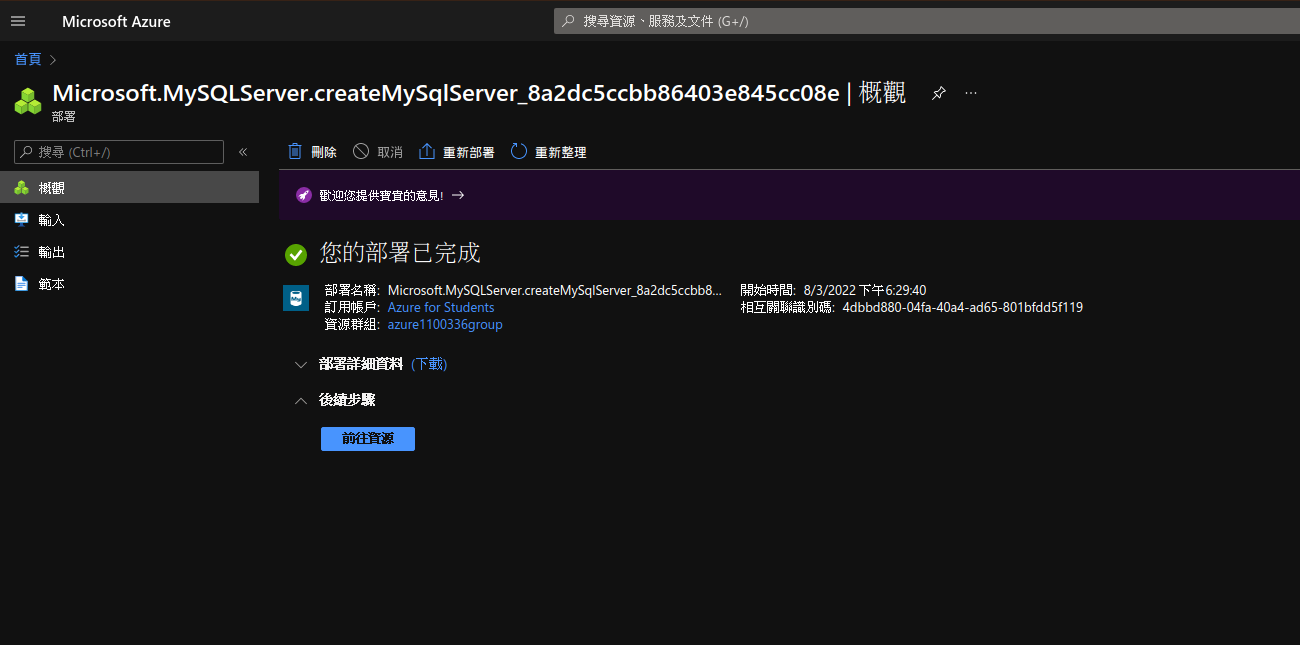 Microsoft Azure
搜尋資源、服務及文件 (G+/)
首頁
Microsoft.MySQLServer.createMySqlServer_8a2dc5ccbb86403e845cc08e | 概觀
部署
搜尋 (Ctrl+/)
刪除 取消 重新部署 重新整理
概觀
輸入
輸出
範本
歡迎您提供寶貴的意見!
您的部署已完成
部署名稱: Microsoft.MySQLServer.createMySqlServer_8a2dc5ccbb8... 開始時間: 8/3/2022 下午6:29:40
訂用帳戶: Azure for Students 相互關聯識別碼: 4dbbd880-04fa-40a4-ad65-801bfdd5f119
資源群組: azure1100336group
部署詳細資料 (下載)
後續步驟
前往資源